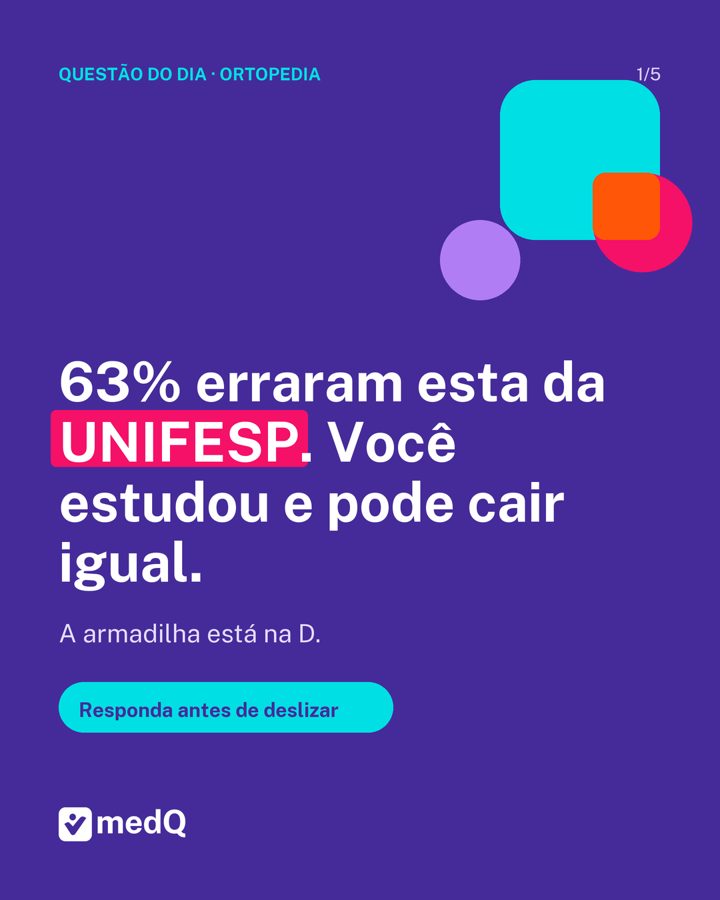 QUESTÃO DO DIA · ORTOPEDIA
1/5
63% erraram esta da
UNIFESP. Você
estudou e pode cair
igual.
A armadilha está na D.
Responda antes de deslizar
medQ